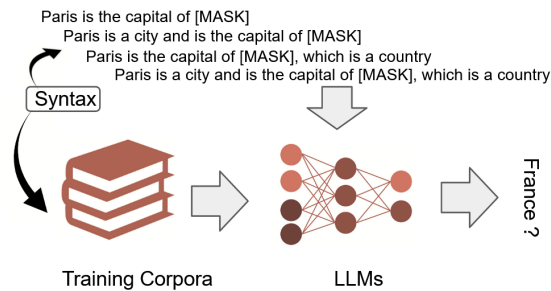 Paris is the capital of [MASK]
Paris is a city and is the capital of [MASK]
Paris is the capital of [MASK], which is a country
Paris is a city and is the capital of [MASK], which is a country
Syntax
France ?
Training Corpora
LLMs